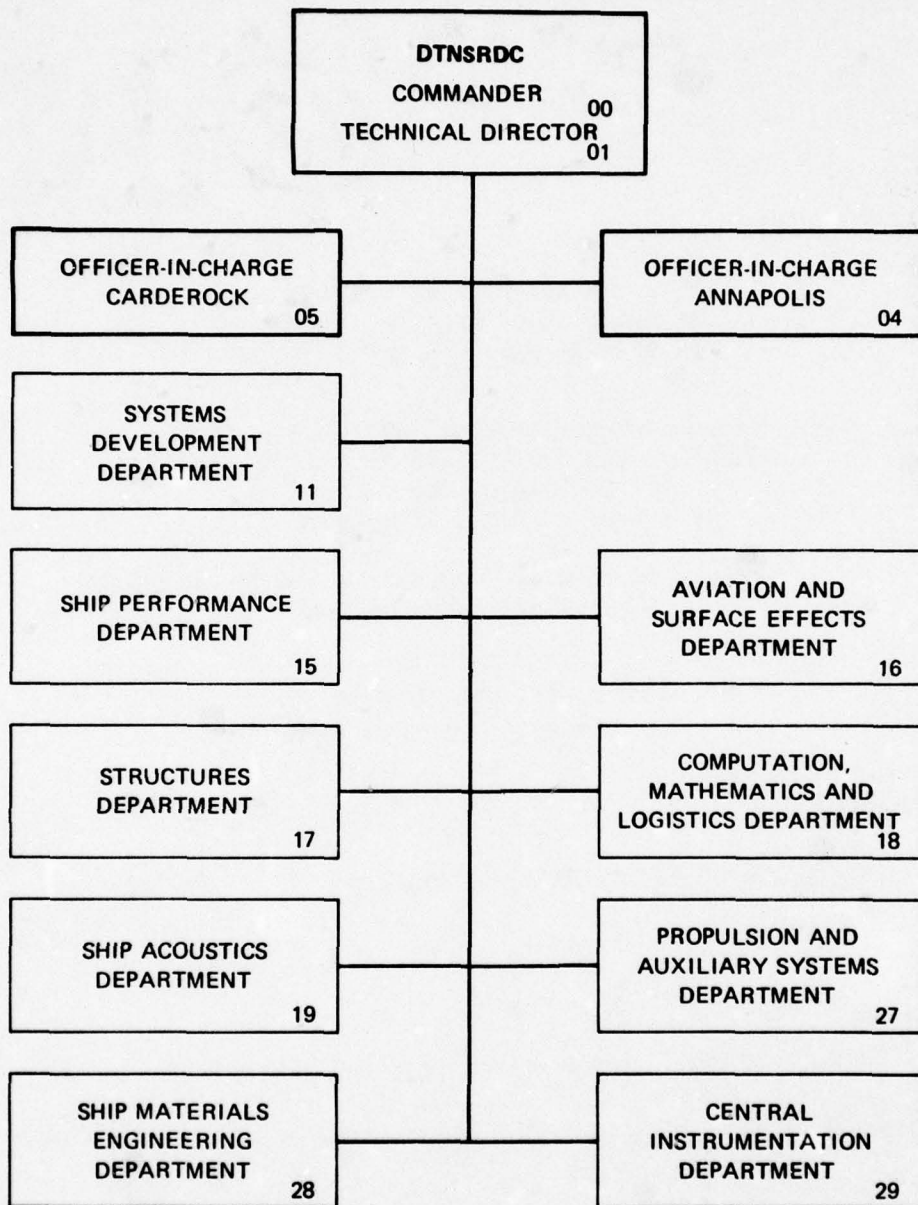 DTNSRDC
COMMANDER
00
TECHNICAL DIRECTOR
01
OFFICER-IN-CHARGE
CARDEROCK
05
OFFICER-IN-CHARGE
ANNAPOLIS
04
SYSTEMS
DEVELOPMENT
DEPARTMENT
11
SHIP PERFORMANCE
DEPARTMENT
15
AVIATION AND
SURFACE EFFECTS
DEPARTMENT
16
STRUCTURES
DEPARTMENT
17
COMPUTATION,
MATHEMATICS AND
LOGISTICS DEPARTMENT
18
SHIP ACOUSTICS
DEPARTMENT
19
PROPULSION AND
AUXILIARY SYSTEMS
DEPARTMENT
27
SHIP MATERIALS
ENGINEERING
DEPARTMENT
28
CENTRAL
INSTRUMENTATION
DEPARTMENT
29